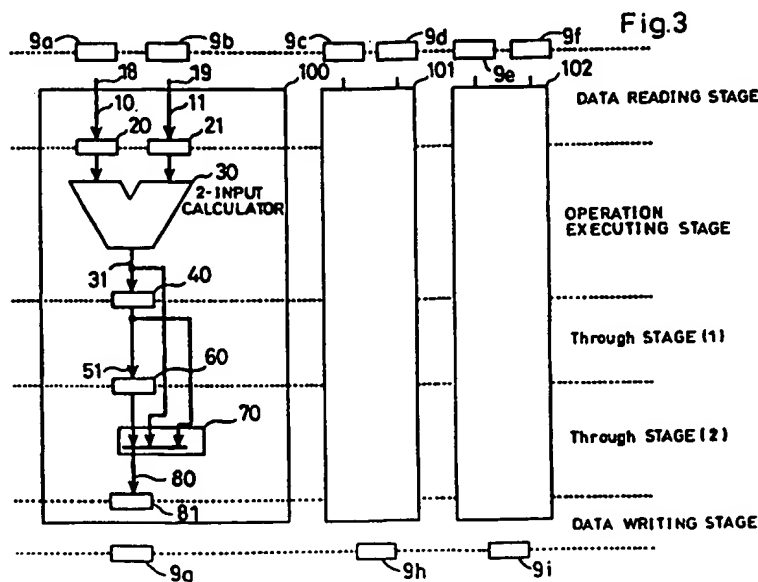 Fig.3
9a 9b 9c 9d 9e 9f
18 19 100 101 102
10. 11
DATA READING STAGE
20 21
30
2-INPUT
CALCULATOR
OPERATION
EXECUTING STAGE
31 40
Through STAGE (1)
51 60
70
Through STAGE (2)
80
81
DATA WRITING STAGE
9g 9h 9i